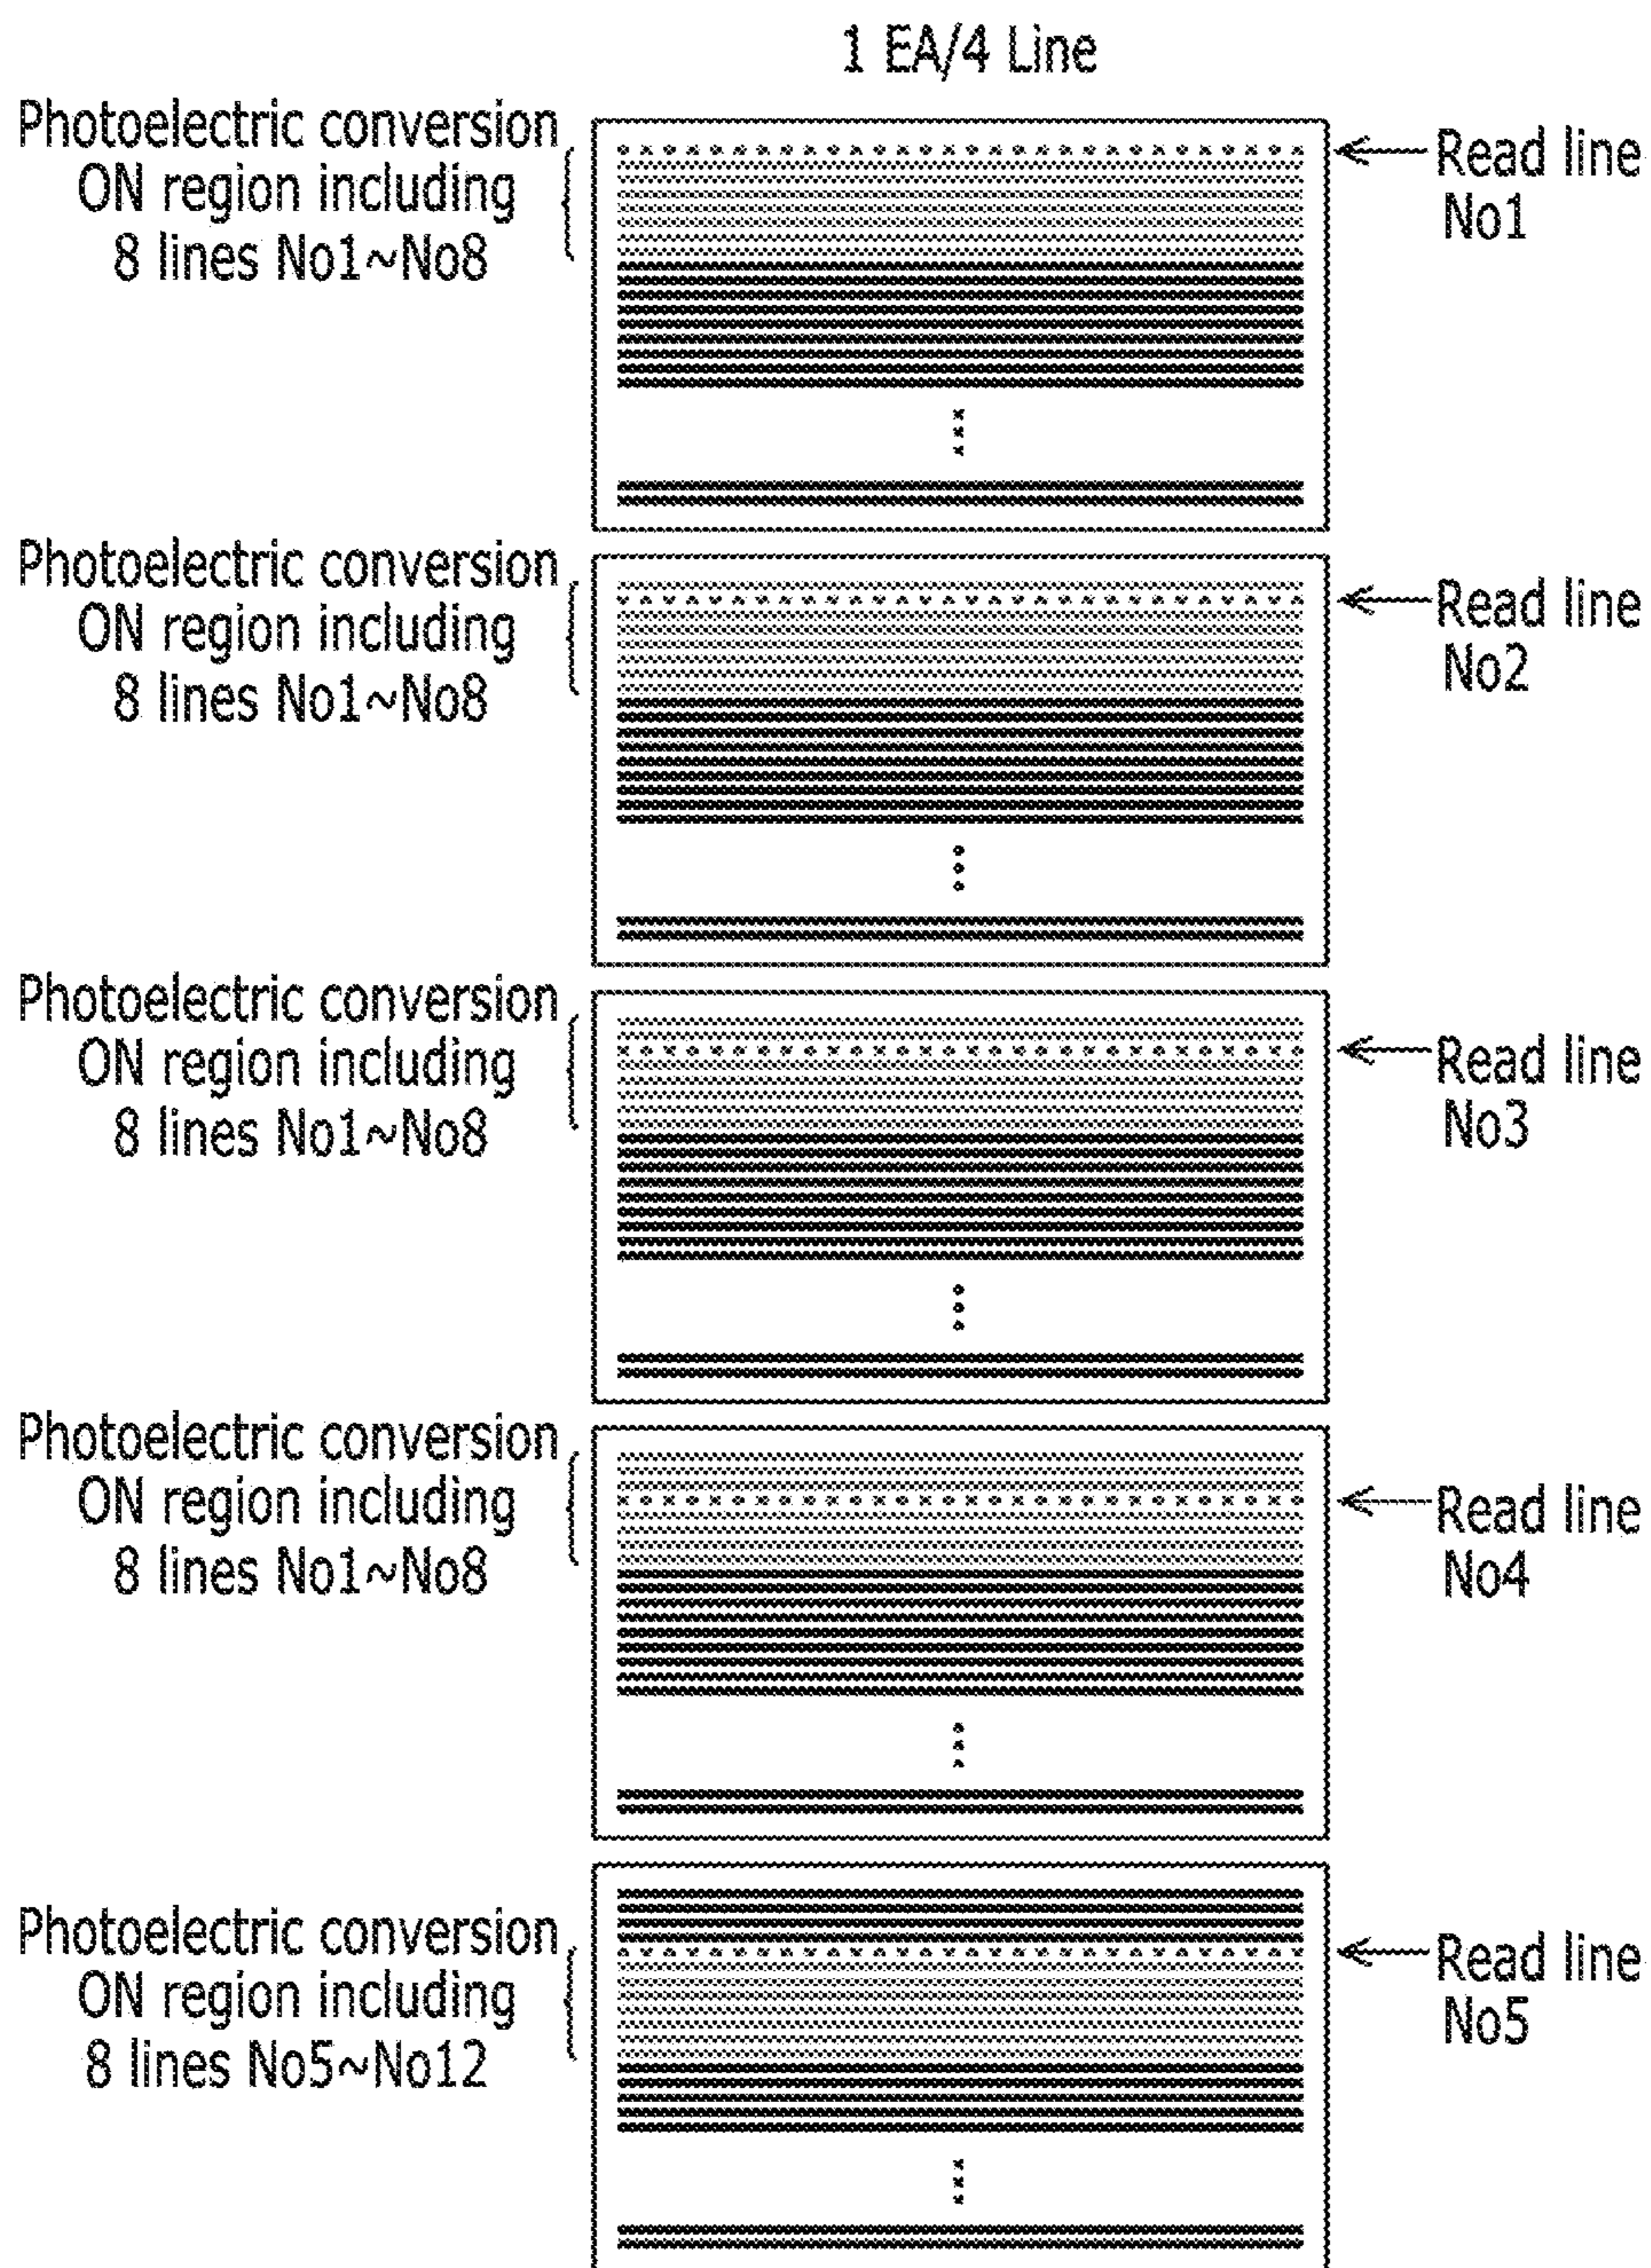 1 EA/4 Line
Photoelectric conversion
ON region including
8 lines No1~No8
Read line
No1
Photoelectric conversion
ON region including
8 lines No1~No8
Read line
No2
Photoelectric conversion
ON region including
8 lines No1~No8
Read line
No3
Photoelectric conversion
ON region including
8 lines No1~No8
Read line
No4
Photoelectric conversion
ON region including
8 lines No5~No12
Read line
No5